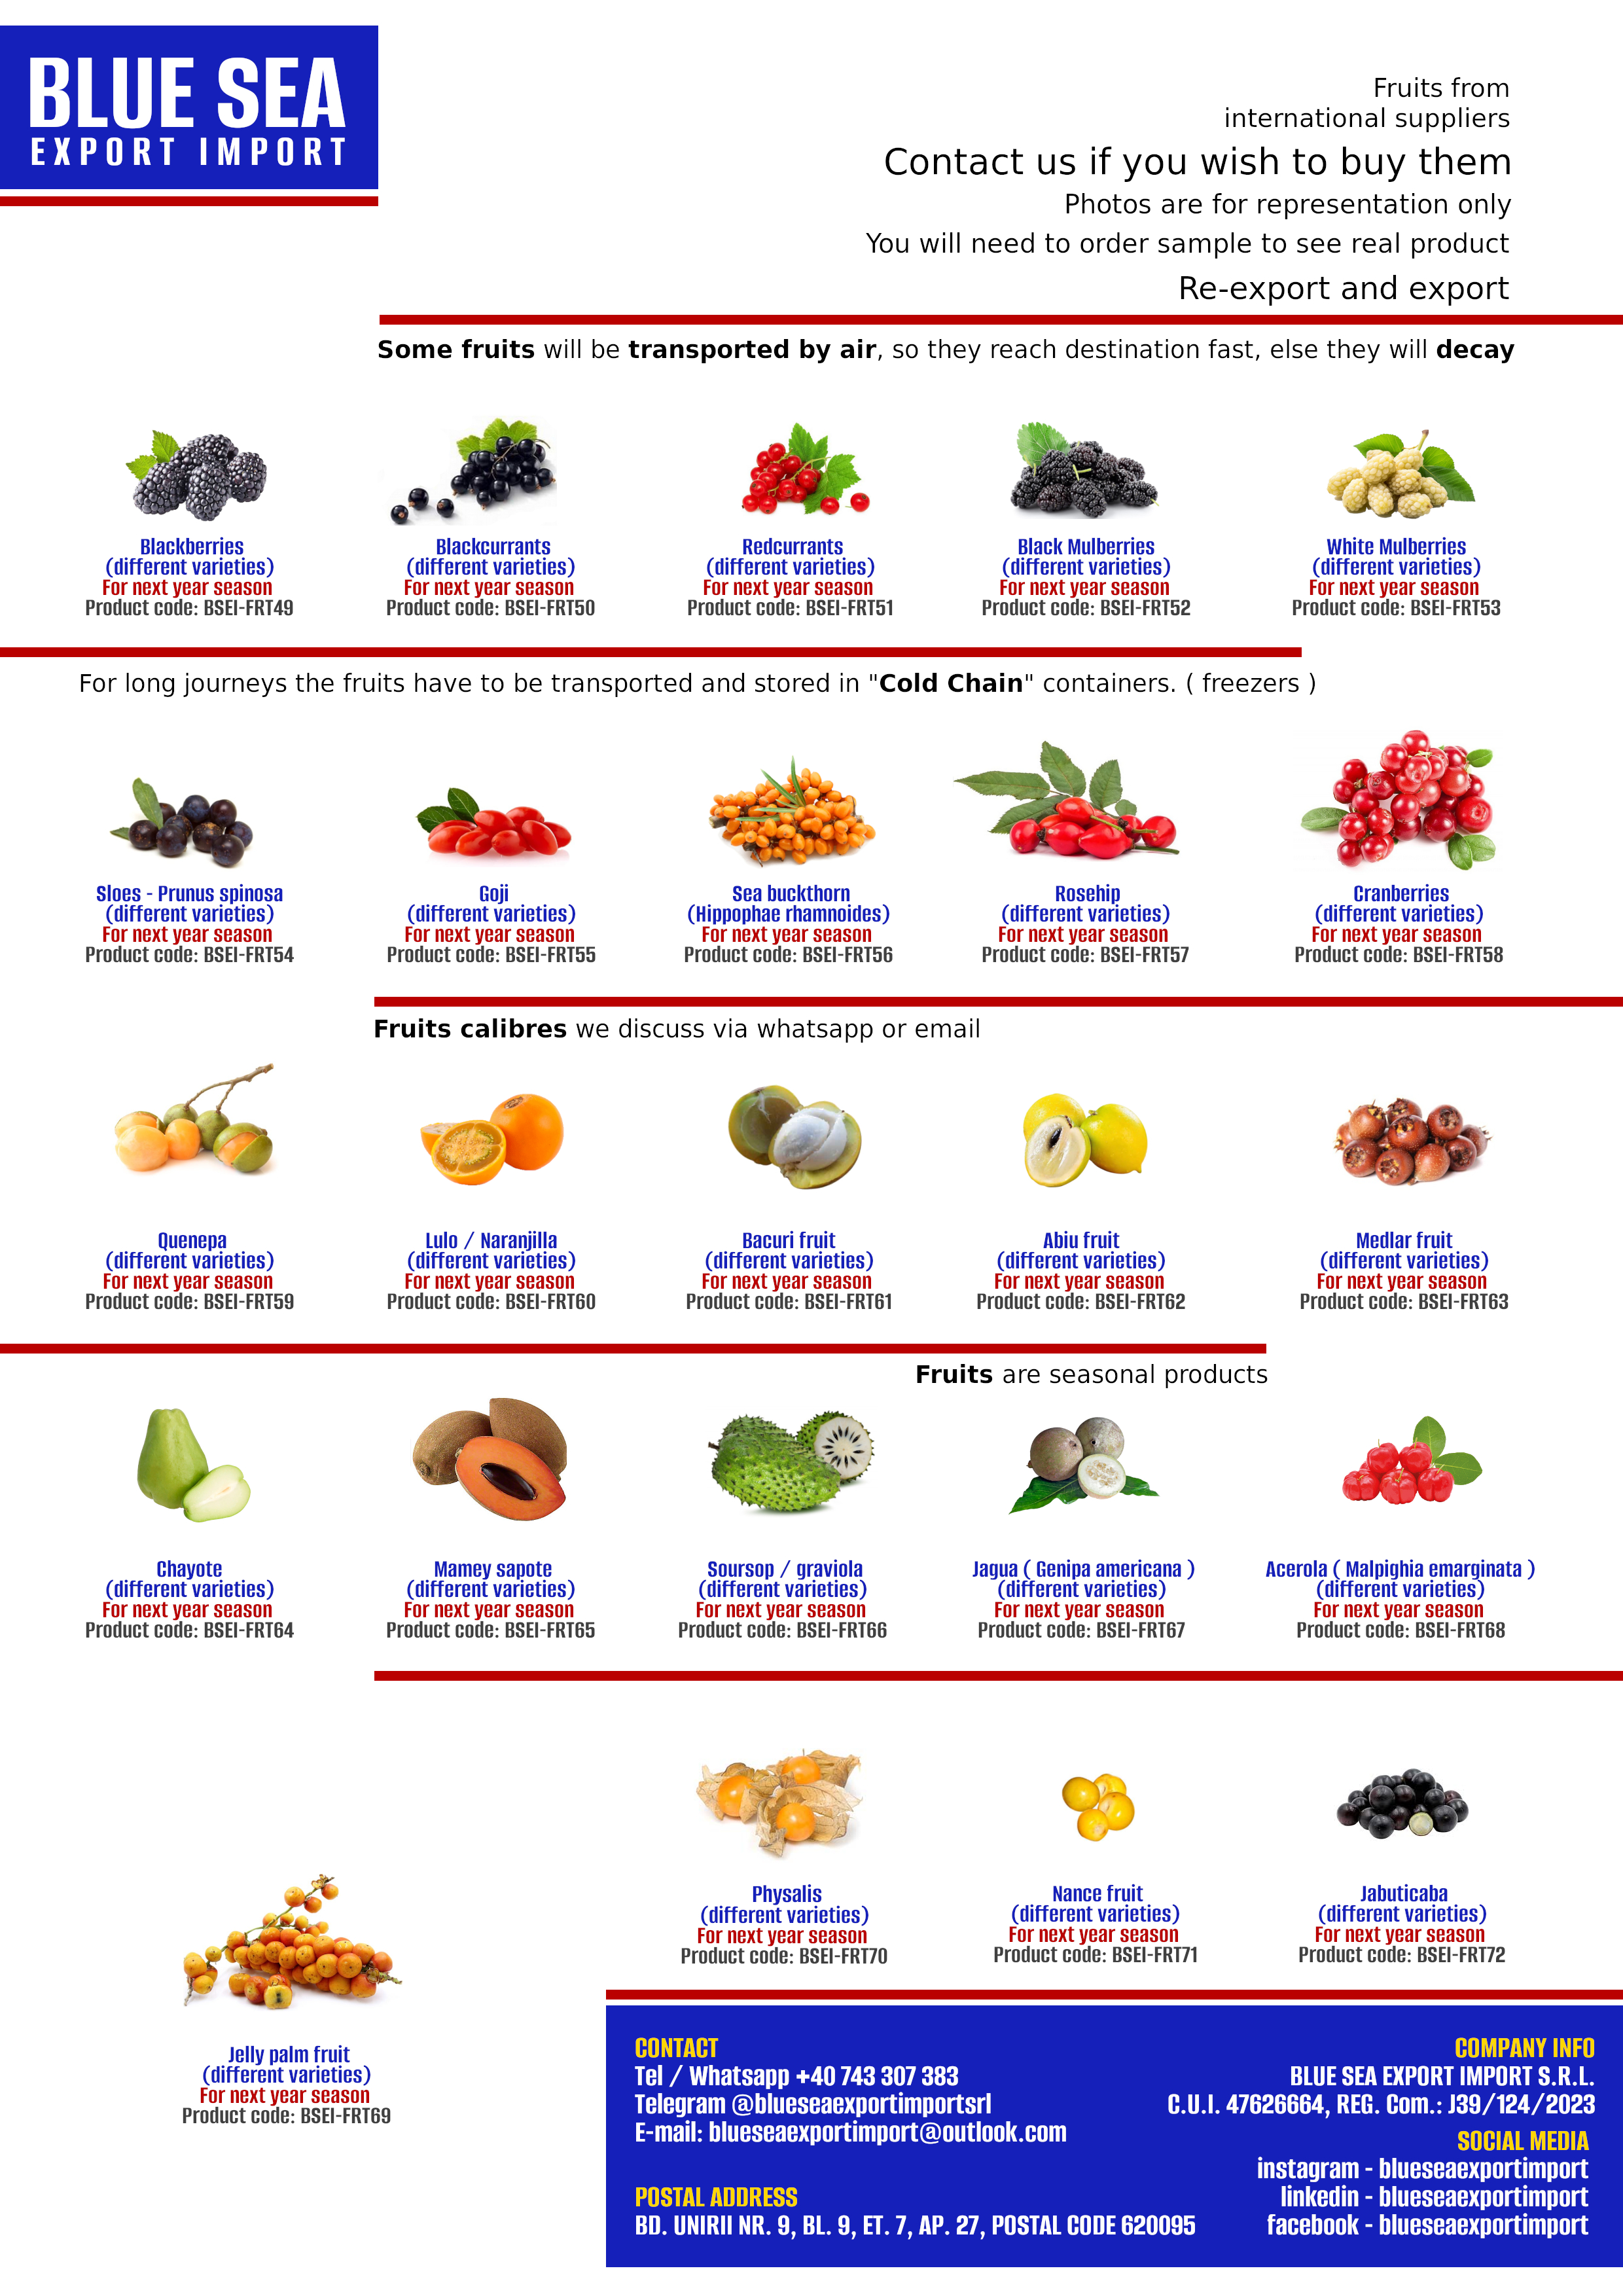 BLUE SEA
EXPORT IMPORT
Fruits from
international suppliers
Contact us if you wish to buy them
Photos are for representation only
You will need to order sample to see real product
Re-export and export
Some fruits will be transported by air, so they reach destination fast, else they will decay
Blackberries
(different varieties)
For next year season
Product code: BSEI-FRT49
Blackcurrants
(different varieties)
For next year season
Product code: BSEI-FRT50
Redcurrants
(different varieties)
For next year season
Product code: BSEI-FRT51
Black Mulberries
(different varieties)
For next year season
Product code: BSEI-FRT52
White Mulberries
(different varieties)
For next year season
Product code: BSEI-FRT53
For long journeys the fruits have to be transported and stored in "Cold Chain" containers. ( freezers )
Sloes - Prunus spinosa
(different varieties)
For next year season
Product code: BSEI-FRT54
Goji
(different varieties)
For next year season
Product code: BSEI-FRT55
Sea buckthorn
(Hippophae rhamnoides)
For next year season
Product code: BSEI-FRT56
Rosehip
(different varieties)
For next year season
Product code: BSEI-FRT57
Cranberries
(different varieties)
For next year season
Product code: BSEI-FRT58
Fruits calibres we discuss via whatsapp or email
Quenepa
(different varieties)
For next year season
Product code: BSEI-FRT59
Lulo / Naranjilla
(different varieties)
For next year season
Product code: BSEI-FRT60
Bacuri fruit
(different varieties)
For next year season
Product code: BSEI-FRT61
Abiu fruit
(different varieties)
For next year season
Product code: BSEI-FRT62
Medlar fruit
(different varieties)
For next year season
Product code: BSEI-FRT63
Fruits are seasonal products
Chayote
(different varieties)
For next year season
Product code: BSEI-FRT64
Mamey sapote
(different varieties)
For next year season
Product code: BSEI-FRT65
Soursop / graviola
(different varieties)
For next year season
Product code: BSEI-FRT66
Jagua ( Genipa americana )
(different varieties)
For next year season
Product code: BSEI-FRT67
Acerola ( Malpighia emarginata )
(different varieties)
For next year season
Product code: BSEI-FRT68
Jelly palm fruit
(different varieties)
For next year season
Product code: BSEI-FRT69
Physalis
(different varieties)
For next year season
Product code: BSEI-FRT70
Nance fruit
(different varieties)
For next year season
Product code: BSEI-FRT71
Jabuticaba
(different varieties)
For next year season
Product code: BSEI-FRT72
CONTACT
Tel / Whatsapp +40 743 307 383
Telegram @blueseaexportimportsrl
E-mail: blueseaexportimport@outlook.com
POSTAL ADDRESS
BD. UNIRII NR. 9, BL. 9, ET. 7, AP. 27, POSTAL CODE 620095
COMPANY INFO
BLUE SEA EXPORT IMPORT S.R.L.
C.U.I. 47626664, REG. Com.: J39/124/2023
SOCIAL MEDIA
instagram - blueseaexportimport
linkedin - blueseaexportimport
facebook - blueseaexportimport